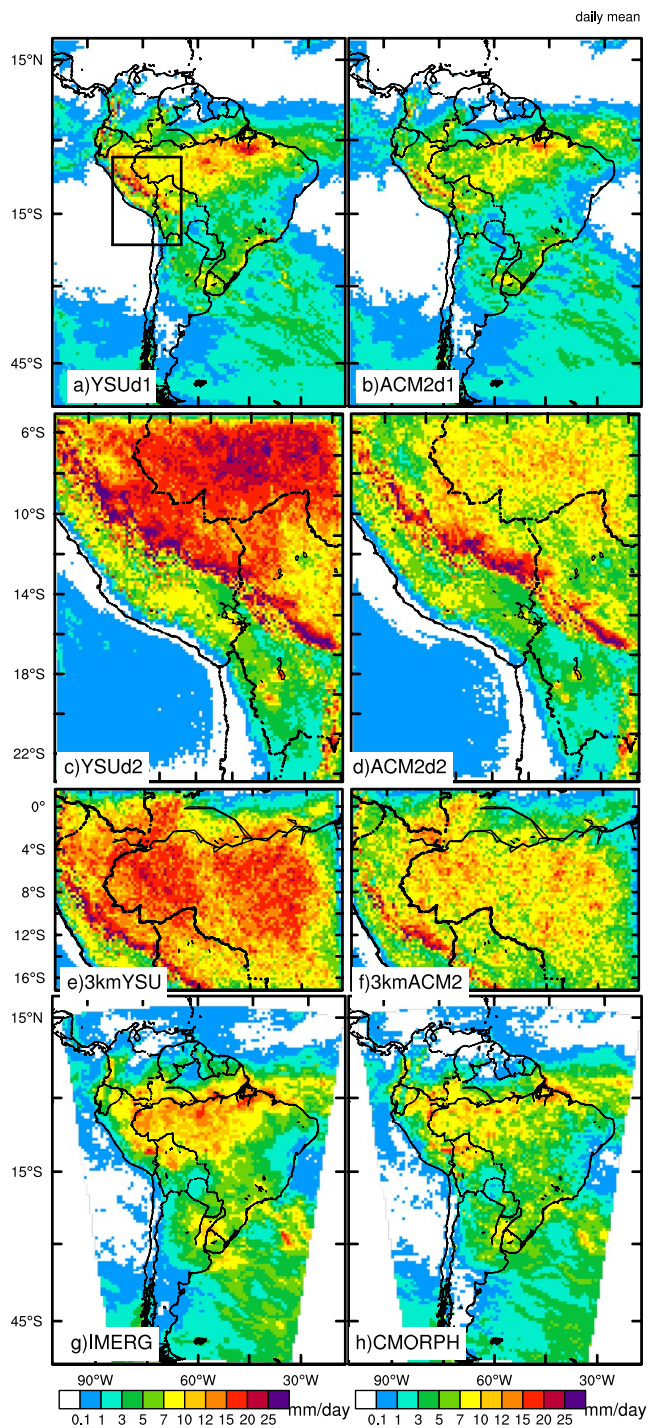 daily mean
15°N
15°S
45°S
a)YSUd1
b)ACM2d1
6°S
10°S
14°S
18°S
22°S
c)YSUd2
d)ACM2d2
0°
4°S
8°S
12°S
16°S
e)3kmYSU
f)3kmACM2
15°N
15°S
45°S
g)IMERG
h)CMORPH
90°W 60°W 30°W 90°W 60°W 30°W
0.1 1 3 5 7 10 12 15 20 25 mm/day 0.1 1 3 5 7 10 12 15 20 25 mm/day